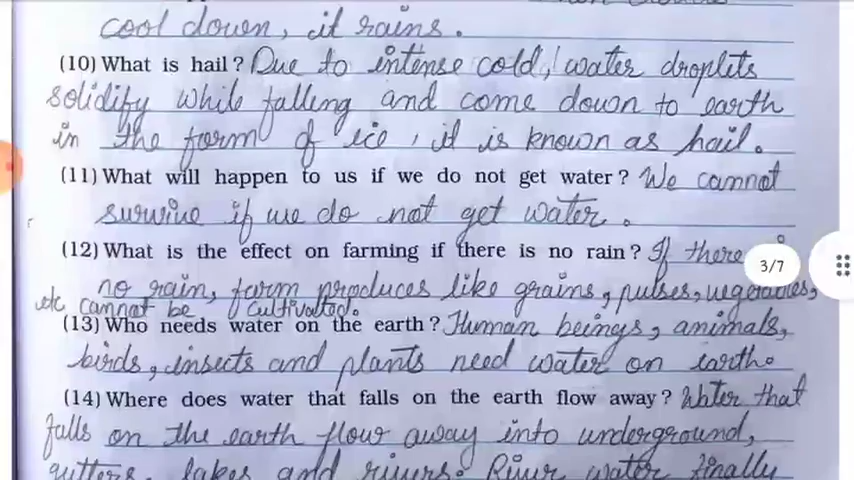 cool down, it rains.
(10) What is hail? Due to intense cold, water droplets
solidify while falling and come down to earth
in the form of ice, it is known as hail.
(11) What will happen to us if we do not get water? We cannot
survive if we do not get water.
(12) What is the effect on farming if there is no rain? If there
3/7
no rain, farm produces like grains, pulses, vegetables,
etc cannot be cultivated.
(13) Who needs water on the earth? Human beings, animals,
birds, insects and plants need water on earth.
(14) Where does water that falls on the earth flow away? Water that
falls on the earth flow away into underground,
gutters, lakes and rivers. River water finally